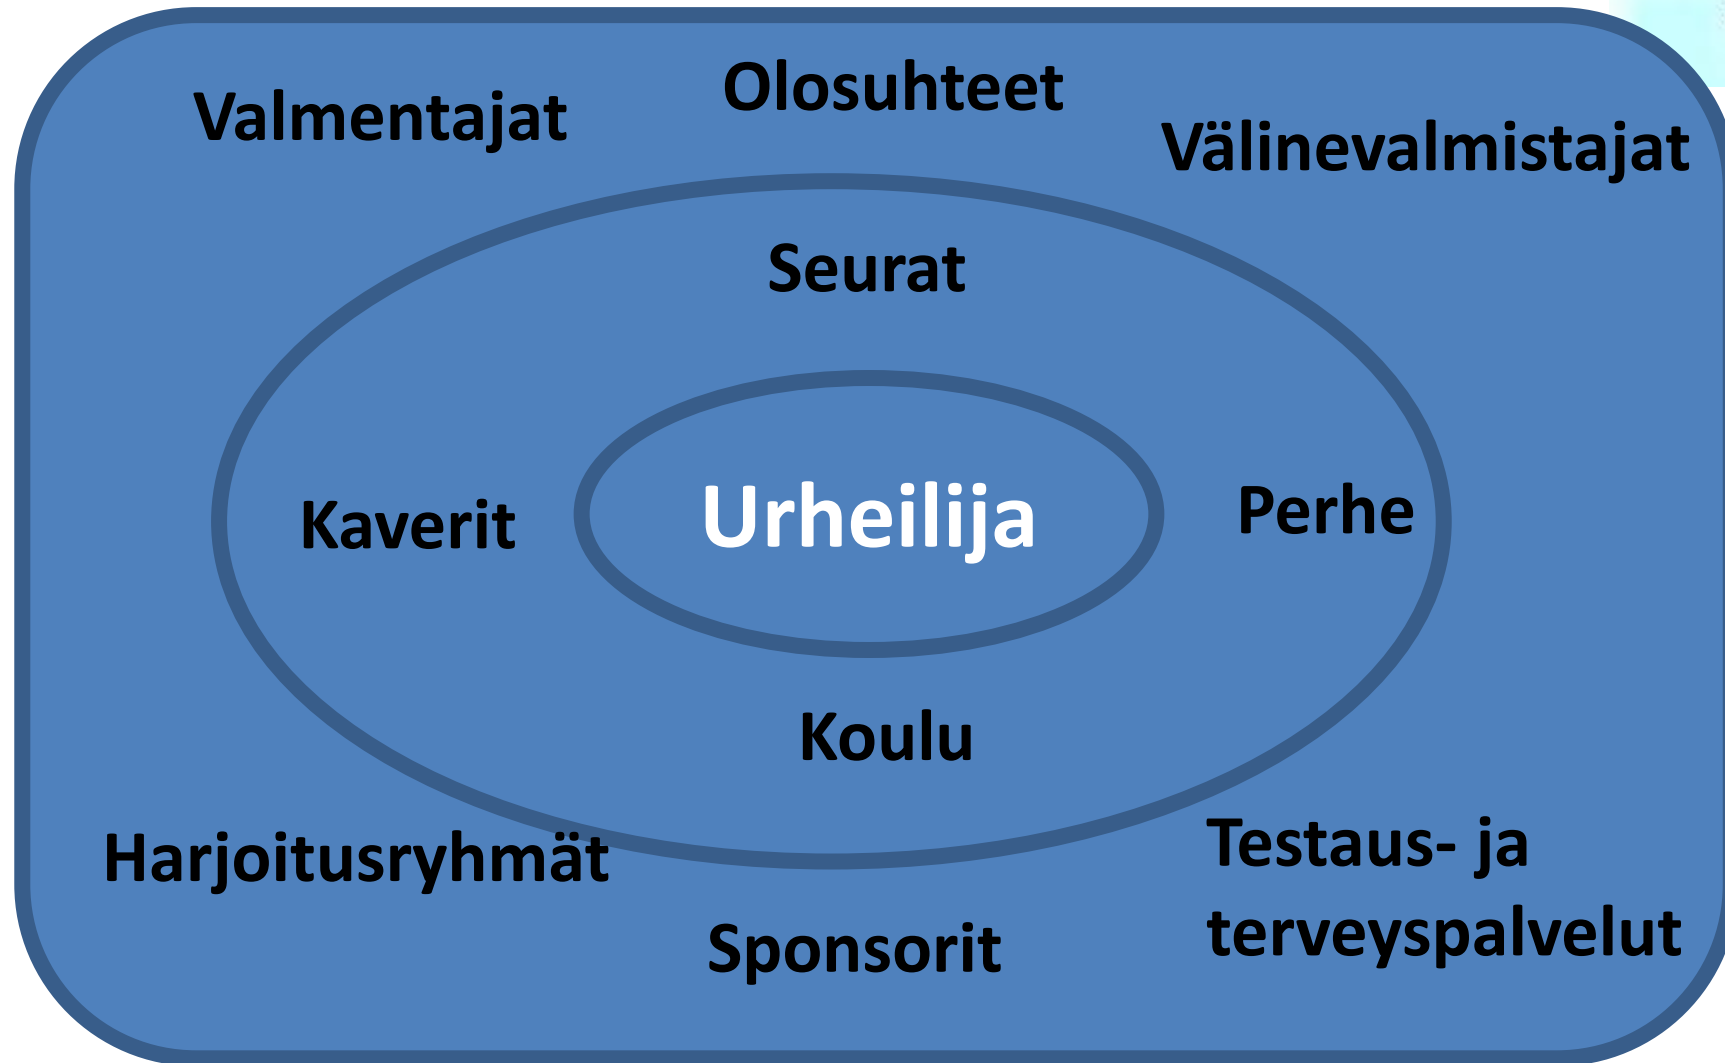 Olosuhteet
Valmentajat
Välinevalmistajat
Seurat
Urheilija
Kaverit
Perhe
Koulu
Harjoitusryhmät
Testaus- ja
terveyspalvelut
Sponsorit